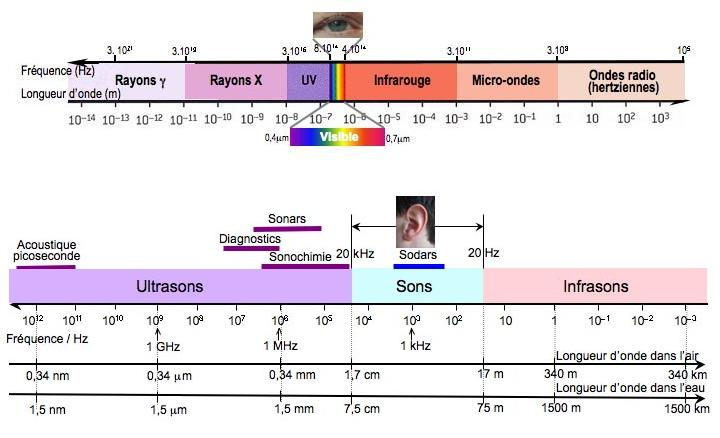 3. 10²¹ 3.10¹⁹ 3.10¹⁶ 8.10¹⁴ 4.10¹⁴ 3.10¹¹ 3.10⁹ 10⁵
Fréquence (Hz)
Rayons γ Rayons X UV Infrarouge Micro-ondes Ondes radio (hertziennes)
Longueur d'onde (m)
10⁻¹⁴ 10⁻¹³ 10⁻¹² 10⁻¹¹ 10⁻¹⁰ 10⁻⁹ 10⁻⁸ 10⁻⁷ 10⁻⁶ 10⁻⁵ 10⁻⁴ 10⁻³ 10⁻² 10⁻¹ 1 10 10² 10³
0,4μm Visible 0,7μm
Sonars
Diagnostics
Acoustique
picoseconde
Sonochimie 20 kHz Sodars 20 Hz
Ultrasons Sons Infrasons
10¹² 10¹¹ 10¹⁰ 10⁹ 10⁸ 10⁷ 10⁶ 10⁵ 10⁴ 10³ 10² 10 1 10⁻¹ 10⁻² 10⁻³
Fréquence / Hz
1 GHz 1 MHz 1 kHz
Longueur d'onde dans l'air
0,34 nm 0,34 μm 0,34 mm 1,7 cm 17 m 340 m 340 km
Longueur d'onde dans l'eau
1,5 nm 1,5 μm 1,5 mm 7,5 cm 75 m 1500 m 1500 km